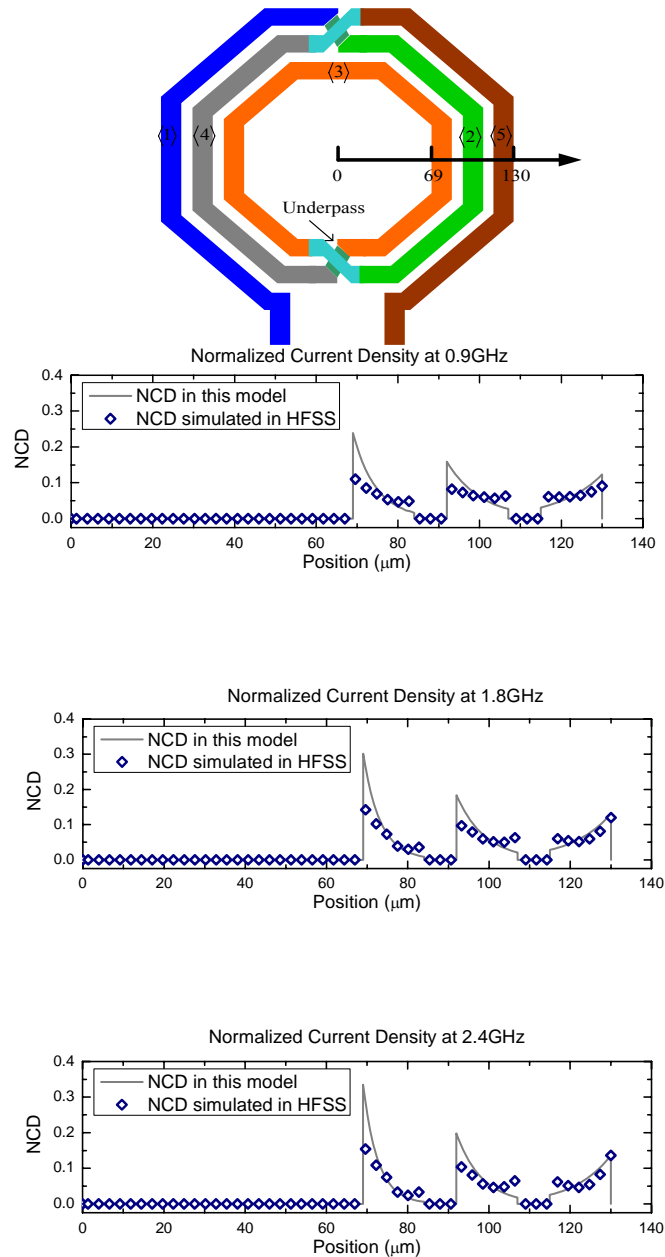 ⟨3⟩
⟨1⟩ ⟨4⟩ ⟨2⟩ ⟨5⟩
0 69 130
Underpass
Normalized Current Density at 0.9GHz
NCD in this model
NCD simulated in HFSS
NCD
0.4
0.3
0.2
0.1
0.0
0 20 40 60 80 100 120 140
Position (μm)
Normalized Current Density at 1.8GHz
NCD in this model
NCD simulated in HFSS
NCD
0.4
0.3
0.2
0.1
0.0
0 20 40 60 80 100 120 140
Position (μm)
Normalized Current Density at 2.4GHz
NCD in this model
NCD simulated in HFSS
NCD
0.4
0.3
0.2
0.1
0.0
0 20 40 60 80 100 120 140
Position (μm)